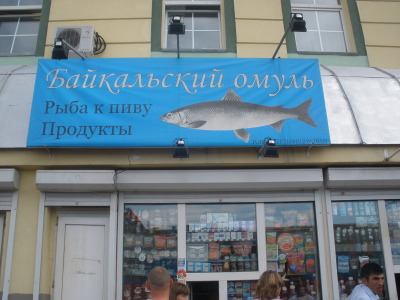 Байкальский омуль
Рыба к пиву
Продукты